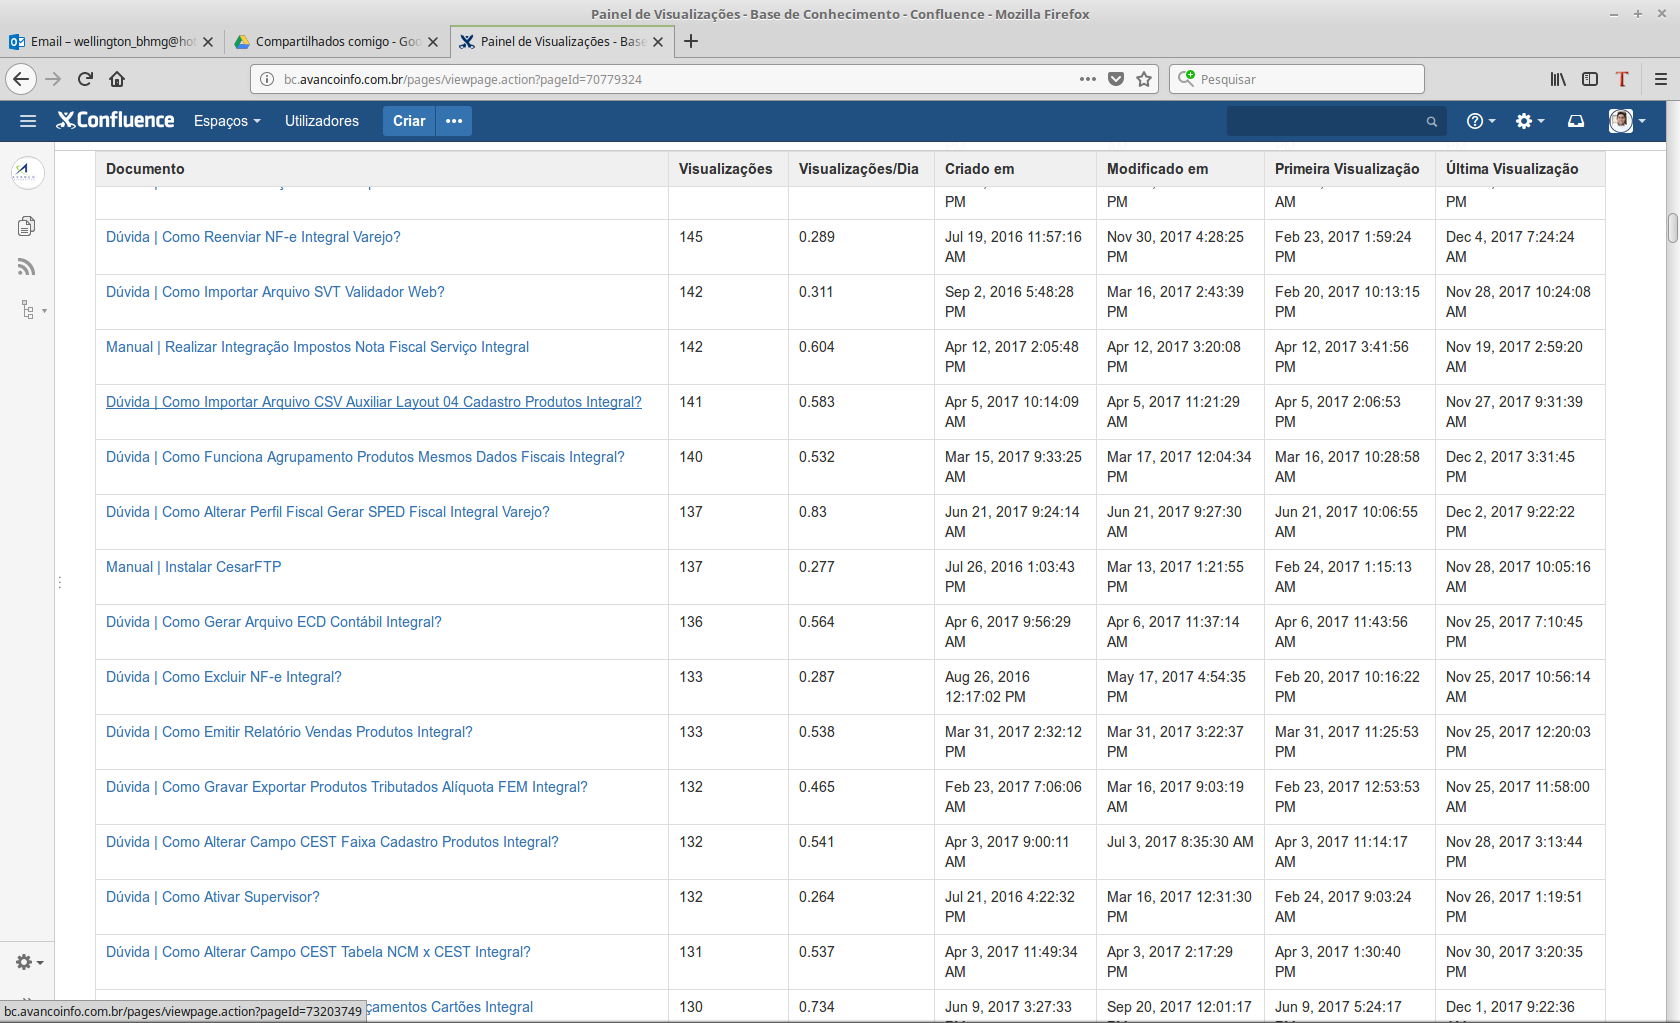 Painel de Visualizações - Base de Conhecimento - Confluence - Mozilla Firefox
Email – wellington_bhmg@ho
Compartilhados comigo - Goo
Painel de Visualizações - Base
bc.avancoinfo.com.br/pages/viewpage.action?pageId=70779324
Pesquisar
Confluence Espaços Utilizadores Criar
Documento Visualizações Visualizações/Dia Criado em Modificado em Primeira Visualização Última Visualização
PM PM AM PM
Dúvida | Como Reenviar NF-e Integral Varejo? 145 0.289 Jul 19, 2016 11:57:16 Nov 30, 2017 4:28:25 Feb 23, 2017 1:59:24 Dec 4, 2017 7:24:24
AM PM PM AM
Dúvida | Como Importar Arquivo SVT Validador Web? 142 0.311 Sep 2, 2016 5:48:28 Mar 16, 2017 2:43:39 Feb 20, 2017 10:13:15 Nov 28, 2017 10:24:08
PM PM PM AM
Manual | Realizar Integração Impostos Nota Fiscal Serviço Integral 142 0.604 Apr 12, 2017 2:05:48 Apr 12, 2017 3:20:08 Apr 12, 2017 3:41:56 Nov 19, 2017 2:59:20
PM PM PM AM
Dúvida | Como Importar Arquivo CSV Auxiliar Layout 04 Cadastro Produtos Integral? 141 0.583 Apr 5, 2017 10:14:09 Apr 5, 2017 11:21:29 Apr 5, 2017 2:06:53 Nov 27, 2017 9:31:39
AM AM PM AM
Dúvida | Como Funciona Agrupamento Produtos Mesmos Dados Fiscais Integral? 140 0.532 Mar 15, 2017 9:33:25 Mar 17, 2017 12:04:34 Mar 16, 2017 10:28:58 Dec 2, 2017 3:31:45
AM PM AM PM
Dúvida | Como Alterar Perfil Fiscal Gerar SPED Fiscal Integral Varejo? 137 0.83 Jun 21, 2017 9:24:14 Jun 21, 2017 9:27:30 Jun 21, 2017 10:06:55 Dec 2, 2017 9:22:22
AM AM AM PM
Manual | Instalar CesarFTP 137 0.277 Jul 26, 2016 1:03:43 Mar 13, 2017 1:21:55 Feb 24, 2017 1:15:13 Nov 28, 2017 10:05:16
PM PM AM AM
Dúvida | Como Gerar Arquivo ECD Contábil Integral? 136 0.564 Apr 6, 2017 9:56:29 Apr 6, 2017 11:37:14 Apr 6, 2017 11:43:56 Nov 25, 2017 7:10:45
AM AM AM PM
Dúvida | Como Excluir NF-e Integral? 133 0.287 Aug 26, 2016 May 17, 2017 4:54:35 Feb 20, 2017 10:16:22 Nov 25, 2017 10:56:14
12:17:02 PM PM PM AM
Dúvida | Como Emitir Relatório Vendas Produtos Integral? 133 0.538 Mar 31, 2017 2:32:12 Mar 31, 2017 3:22:37 Mar 31, 2017 11:25:53 Nov 25, 2017 12:20:03
PM PM PM PM
Dúvida | Como Gravar Exportar Produtos Tributados Alíquota FEM Integral? 132 0.465 Feb 23, 2017 7:06:06 Mar 16, 2017 9:03:19 Feb 23, 2017 12:53:53 Nov 25, 2017 11:58:00
AM AM PM AM
Dúvida | Como Alterar Campo CEST Faixa Cadastro Produtos Integral? 132 0.541 Apr 3, 2017 9:00:11 Jul 3, 2017 8:35:30 AM Apr 3, 2017 11:14:17 Nov 28, 2017 3:13:44
AM AM PM
Dúvida | Como Ativar Supervisor? 132 0.264 Jul 21, 2016 4:22:32 Mar 16, 2017 12:31:30 Feb 24, 2017 9:03:24 Nov 26, 2017 1:19:51
PM PM AM PM
Dúvida | Como Alterar Campo CEST Tabela NCM x CEST Integral? 131 0.537 Apr 3, 2017 11:49:34 Apr 3, 2017 2:17:29 Apr 3, 2017 1:30:40 Nov 30, 2017 3:20:35
AM PM PM PM
çamentos Cartões Integral 130 0.734 Jun 9, 2017 3:27:33 Sep 20, 2017 12:01:17 Jun 9, 2017 5:24:17 Dec 1, 2017 9:22:36
bc.avancoinfo.com.br/pages/viewpage.action?pageId=73203749